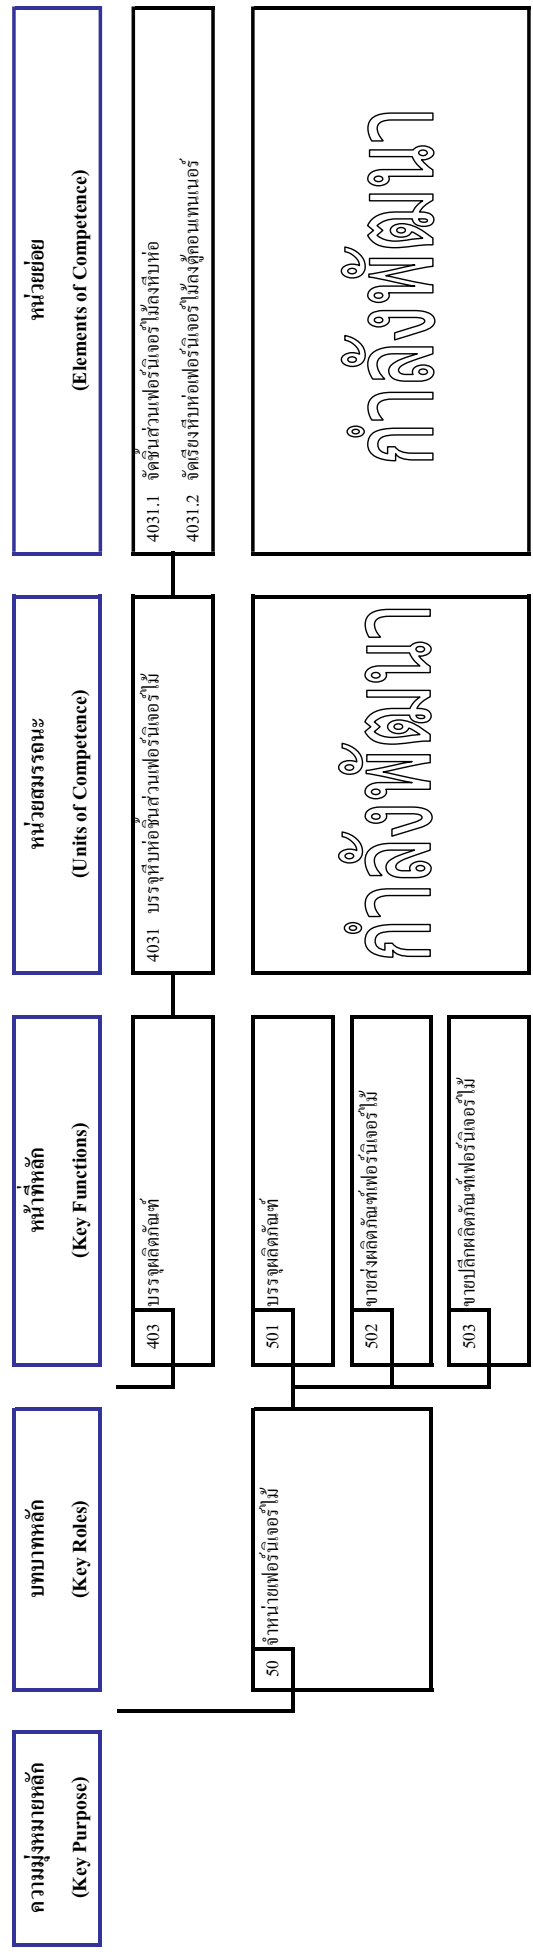 ความมุ่งหมายหลัก
(Key Purpose)
บทบาทหลัก
(Key Roles)
หน้าที่หลัก
(Key Functions)
หน่วยสมรรถนะ
(Units of Competence)
หน่วยย่อย
(Elements of Competence)
403 บรรจุผลิตภัณฑ์
4031 บรรจุหีบห่อชิ้นส่วนเฟอร์นิเจอร์ไม้
4031.1 จัดชิ้นส่วนเฟอร์นิเจอร์ไม้ลงหีบห่อ
4031.2 จัดเรียงหีบห่อเฟอร์นิเจอร์ไม้ลงตู้คอนเทนเนอร์
50 จำหน่ายเฟอร์นิเจอร์ไม้
501 บรรจุผลิตภัณฑ์
502 ขายส่งผลิตภัณฑ์เฟอร์นิเจอร์ไม้
503 ขายปลีกผลิตภัณฑ์เฟอร์นิเจอร์ไม้
กำลังพัฒนา
กำลังพัฒนา